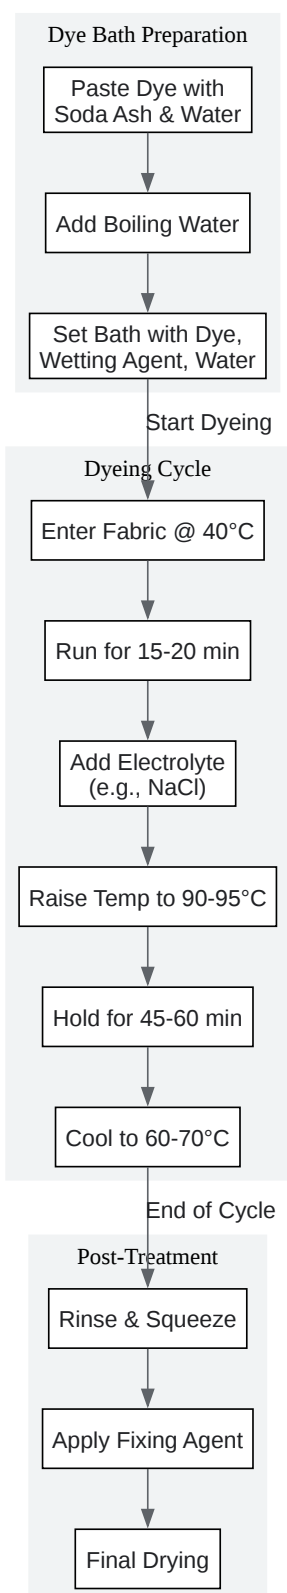 Dye Bath Preparation
Paste Dye with
Soda Ash & Water
Add Boiling Water
Set Bath with Dye,
Wetting Agent, Water
Start Dyeing
Dyeing Cycle
Enter Fabric @ 40°C
Run for 15-20 min
Add Electrolyte
(e.g., NaCl)
Raise Temp to 90-95°C
Hold for 45-60 min
Cool to 60-70°C
End of Cycle
Post-Treatment
Rinse & Squeeze
Apply Fixing Agent
Final Drying